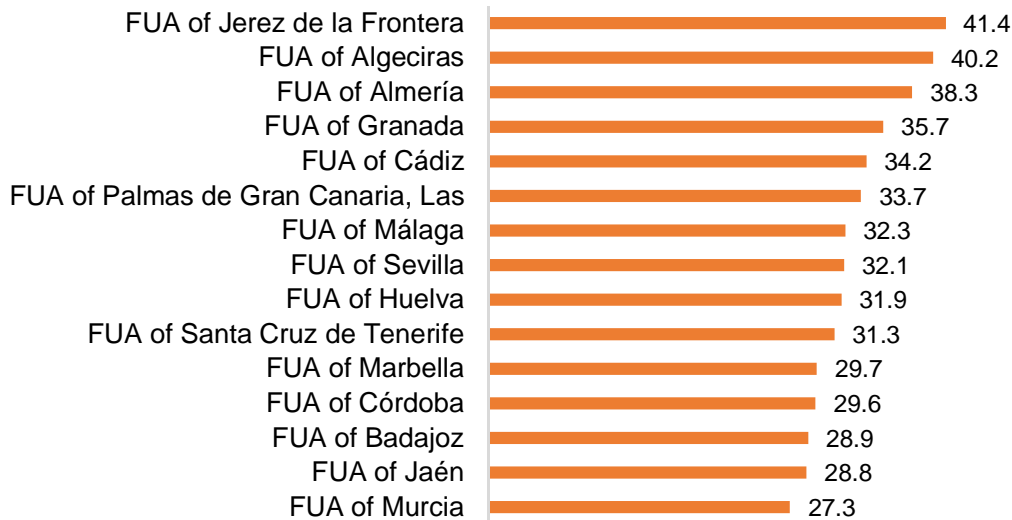 FUA of Jerez de la Frontera 41.4
FUA of Algeciras 40.2
FUA of Almería 38.3
FUA of Granada 35.7
FUA of Cádiz 34.2
FUA of Palmas de Gran Canaria, Las 33.7
FUA of Málaga 32.3
FUA of Sevilla 32.1
FUA of Huelva 31.9
FUA of Santa Cruz de Tenerife 31.3
FUA of Marbella 29.7
FUA of Córdoba 29.6
FUA of Badajoz 28.9
FUA of Jaén 28.8
FUA of Murcia 27.3